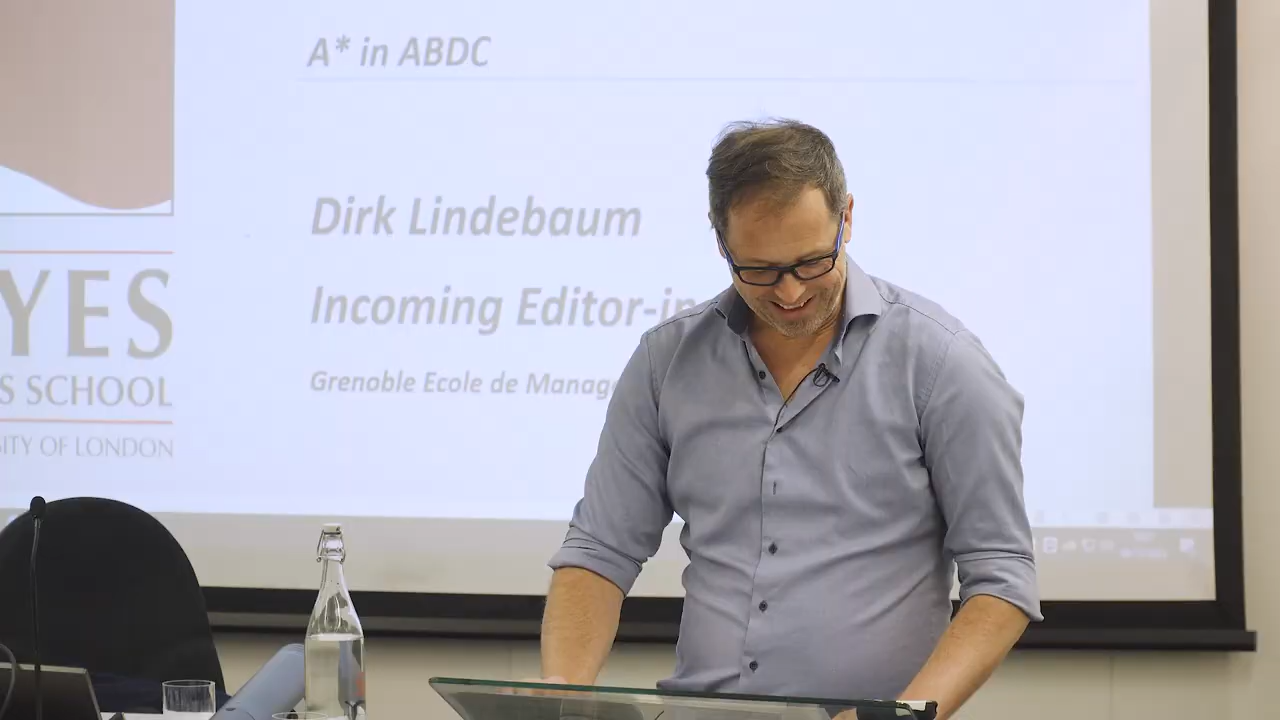 A* in ABDC
Dirk Lindebaum
Incoming Editor-in
Grenoble Ecole de Manag
YES
S SCHOOL
SITY OF LONDON